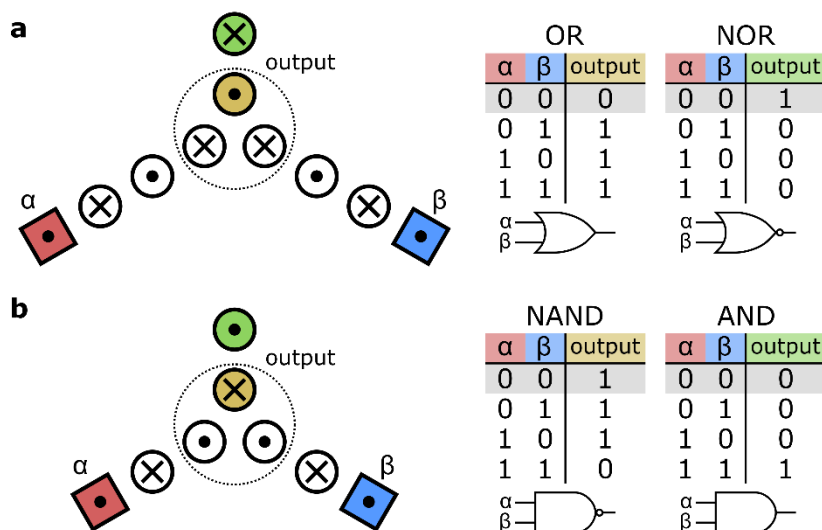 a
output
α
β
OR
α β output
0 0 0
0 1 1
1 0 1
1 1 1
α
β
NOR
α β output
0 0 1
0 1 0
1 0 0
1 1 0
α
β
b
output
α
β
NAND
α β output
0 0 1
0 1 1
1 0 1
1 1 0
α
β
AND
α β output
0 0 0
0 1 0
1 0 0
1 1 1
α
β